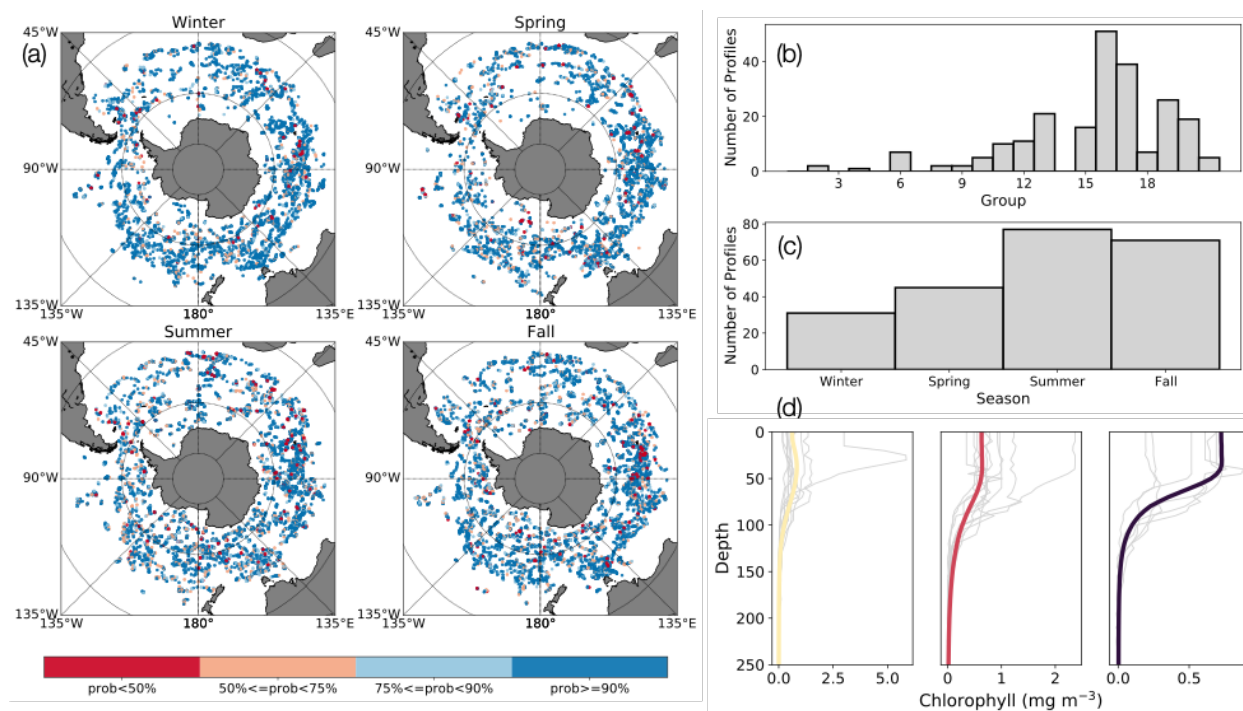 Winter
Spring
(a)
45°W
45°W
90°W
90°W
135°W
135°W
180°
135°E
135°W
180°
135°E
Summer
Fall
45°W
45°W
90°W
90°W
135°W
135°W
180°
135°E
135°W
180°
135°E
prob<50%
50%<=prob<75%
75%<=prob<90%
prob>=90%
(b)
Number of Profiles
40
20
0
3
6
9
12
15
18
Group
(c)
Number of Profiles
80
60
40
20
0
Winter
Spring
Summer
Fall
Season
(d)
Depth
0
50
100
150
200
250
0.0
2.5
5.0
0
1
2
0.0
0.5
Chlorophyll (mg m⁻³)